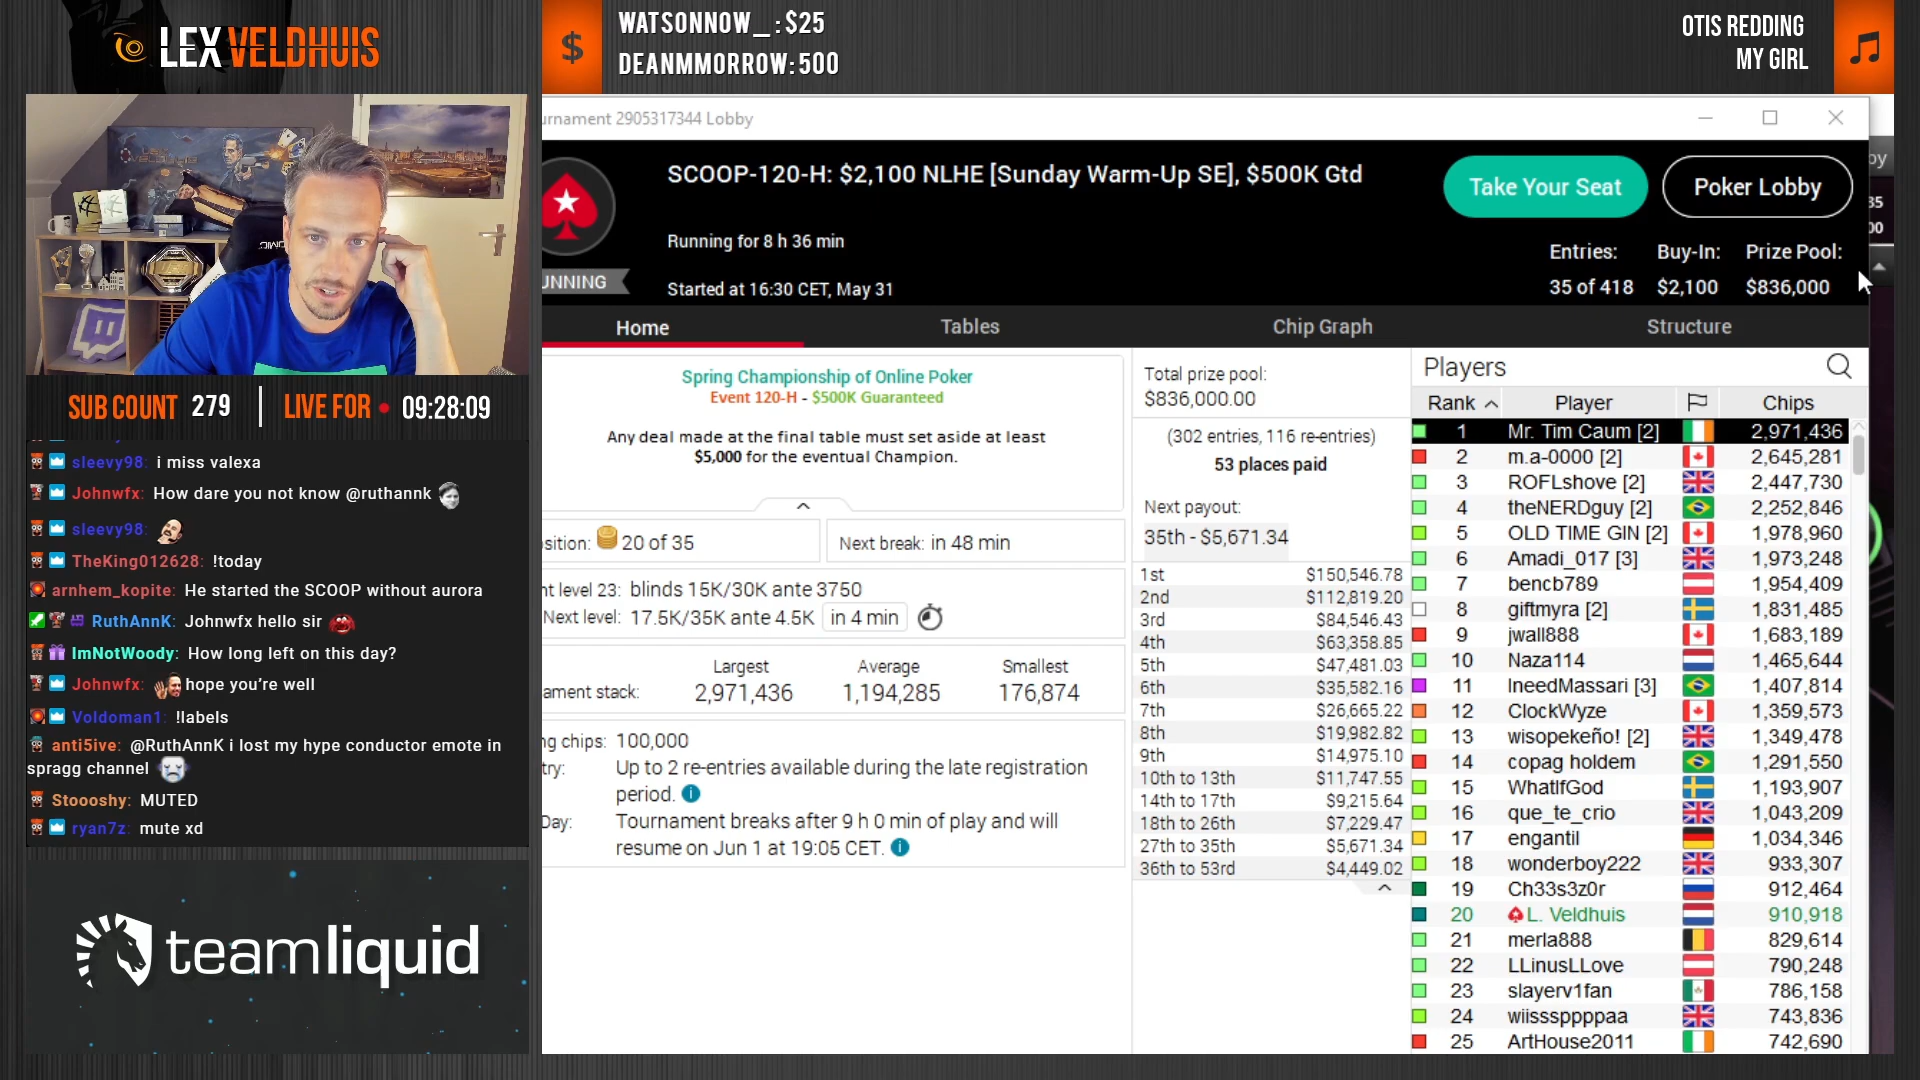 LEX VELDHUIS
WATSONNOW_: $25
DEANMMORROW: 500
OTIS REDDING
MY GIRL
SUB COUNT 279
LIVE FOR 09:28:09
sleevy98: i miss valexa
Johnwfx: How dare you not know @ruthannk
sleevy98:
TheKing012628: !today
arnhem_kopite: He started the SCOOP without aurora
RuthAnnK: Johnwfx hello sir
ImNotWoody: How long left on this day?
Johnwfx: hope you're well
Voldoman1: !labels
anti5ive: @RuthAnnK i lost my hype conductor emote in
spragg channel
Stoooshy: MUTED
ryan7z: mute xd
teamliquid
urnament 2905317344 Lobby
SCOOP-120-H: $2,100 NLHE [Sunday Warm-Up SE], $500K Gtd
Take Your Seat
Poker Lobby
Running for 8 h 36 min
UNNING
Started at 16:30 CET, May 31
Entries: Buy-In: Prize Pool:
35 of 418 $2,100 $836,000
Home Tables Chip Graph Structure
Spring Championship of Online Poker
Event 120-H - $500K Guaranteed
Any deal made at the final table must set aside at least
$5,000 for the eventual Champion.
sition: 20 of 35
Next break: in 48 min
nt level 23: blinds 15K/30K ante 3750
Next level: 17.5K/35K ante 4.5K in 4 min
Largest Average Smallest
ament stack: 2,971,436 1,194,285 176,874
ng chips: 100,000
try: Up to 2 re-entries available during the late registration
period.
Day: Tournament breaks after 9 h 0 min of play and will
resume on Jun 1 at 19:05 CET.
Total prize pool:
$836,000.00
(302 entries, 116 re-entries)
53 places paid
Next payout:
35th - $5,671.34
1st $150,546.78
2nd $112,819.20
3rd $84,546.43
4th $63,358.85
5th $47,481.03
6th $35,582.16
7th $26,665.22
8th $19,982.82
9th $14,975.10
10th to 13th $11,747.55
14th to 17th $9,215.64
18th to 26th $7,229.47
27th to 35th $5,671.34
36th to 53rd $4,449.02
Players
Rank Player Chips
1 Mr. Tim Caum [2] 2,971,436
2 m.a-0000 [2] 2,645,281
3 ROFLshove [2] 2,447,730
4 theNERDguy [2] 2,252,846
5 OLD TIME GIN [2] 1,978,960
6 Amadi_017 [3] 1,973,248
7 bencb789 1,954,409
8 giftmyra [2] 1,831,485
9 jwall888 1,683,189
10 Naza114 1,465,644
11 IneedMassari [3] 1,407,814
12 ClockWyze 1,359,573
13 wisopekeño! [2] 1,349,478
14 copag holdem 1,291,550
15 WhatIfGod 1,193,907
16 que_te_crio 1,043,209
17 engantil 1,034,346
18 wonderboy222 933,307
19 Ch33s3z0r 912,464
20 L. Veldhuis 910,918
21 merla888 829,614
22 LLinusLLove 790,248
23 slayerv1fan 786,158
24 wiisssppppaa 743,836
25 ArtHouse2011 742,690